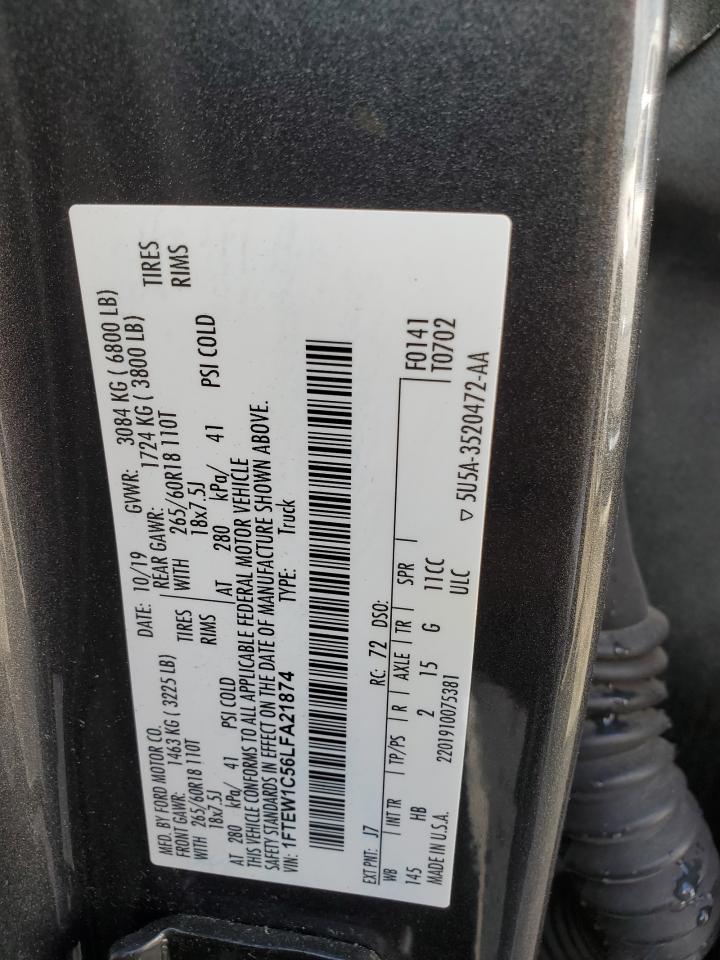 MFD. BY FORD MOTOR CO. DATE: 10/19 GVWR: 3084 KG ( 6800 LB)
FRONT GAWR: 1463 KG ( 3225 LB) REAR GAWR: 1724 KG ( 3800 LB)
WITH 265/60R18 110T TIRES WITH 265/60R18 110T TIRES
18x7.5J RIMS 18x7.5J RIMS
AT 280 kPa/ 41 PSI COLD AT 280 kPa/ 41 PSI COLD
THIS VEHICLE CONFORMS TO ALL APPLICABLE FEDERAL MOTOR VEHICLE
SAFETY STANDARDS IN EFFECT ON THE DATE OF MANUFACTURE SHOWN ABOVE.
VIN: 1FTEW1C56LFA21874 TYPE: Truck
EXT PNT: J7 RC: 72 DSO: F0141
WB INT TR TP/PS R AXLE TR SPR T0702
145 HB 2 15 G 11CC
MADE IN U.S.A. 2201910075381 ULC ▽ 5U5A-3520472-AA